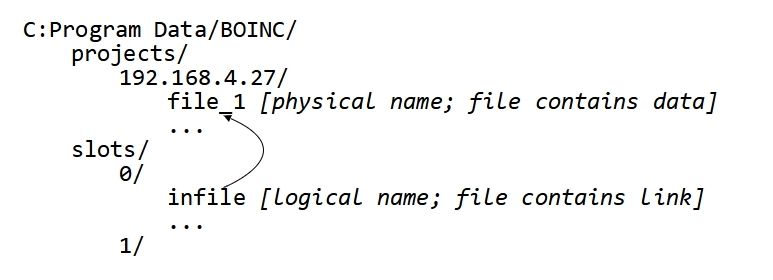 C:Program Data/BOINC/
projects/
192.168.4.27/
file_1 [physical name; file contains data]
...
slots/
0/
infile [logical name; file contains link]
...
1/